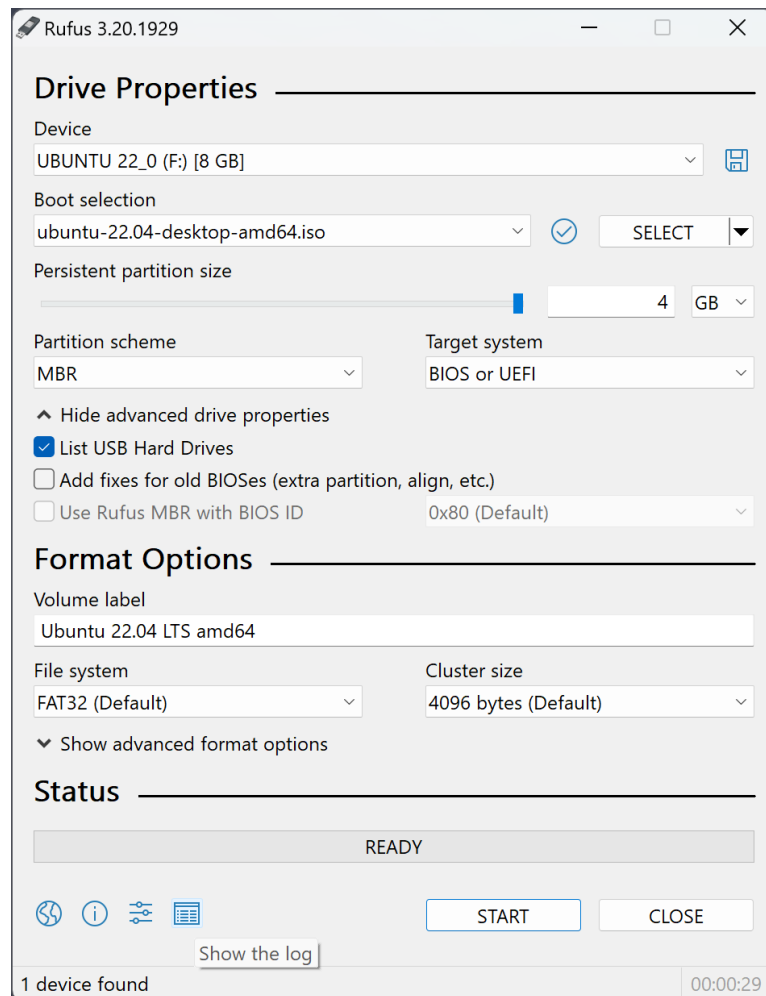 Rufus 3.20.1929
Drive Properties
Device
UBUNTU 22_0 (F:) [8 GB]
Boot selection
ubuntu-22.04-desktop-amd64.iso
SELECT
Persistent partition size
4 GB
Partition scheme Target system
MBR BIOS or UEFI
Hide advanced drive properties
List USB Hard Drives
Add fixes for old BIOSes (extra partition, align, etc.)
Use Rufus MBR with BIOS ID 0x80 (Default)
Format Options
Volume label
Ubuntu 22.04 LTS amd64
File system Cluster size
FAT32 (Default) 4096 bytes (Default)
Show advanced format options
Status
READY
START CLOSE
Show the log
1 device found 00:00:29